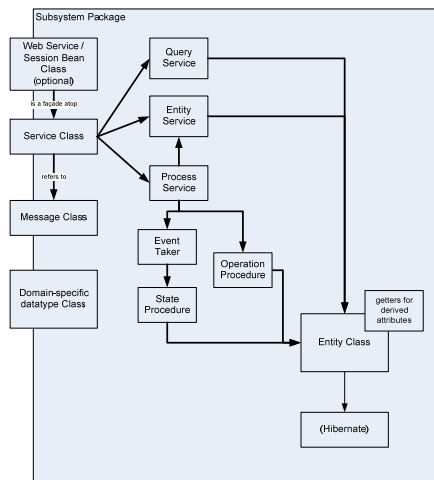 Subsystem Package
Web Service /
Session Bean
Class
(optional)
is a façade atop
Service Class
refers to
Message Class
Domain-specific
datatype Class
Query
Service
Entity
Service
Process
Service
Event
Taker
Operation
Procedure
State
Procedure
getters for
derived
attributes
Entity Class
(Hibernate)